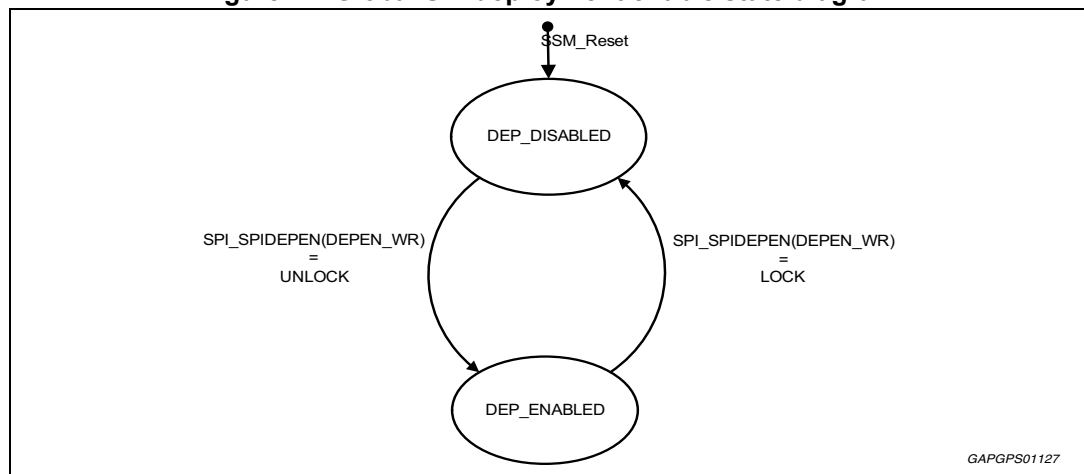 SSM_Reset
DEP_DISABLED
SPI_SPIDEPEN(DEPEN_WR)
=
UNLOCK
SPI_SPIDEPEN(DEPEN_WR)
=
LOCK
DEP_ENABLED
GAPGPS01127